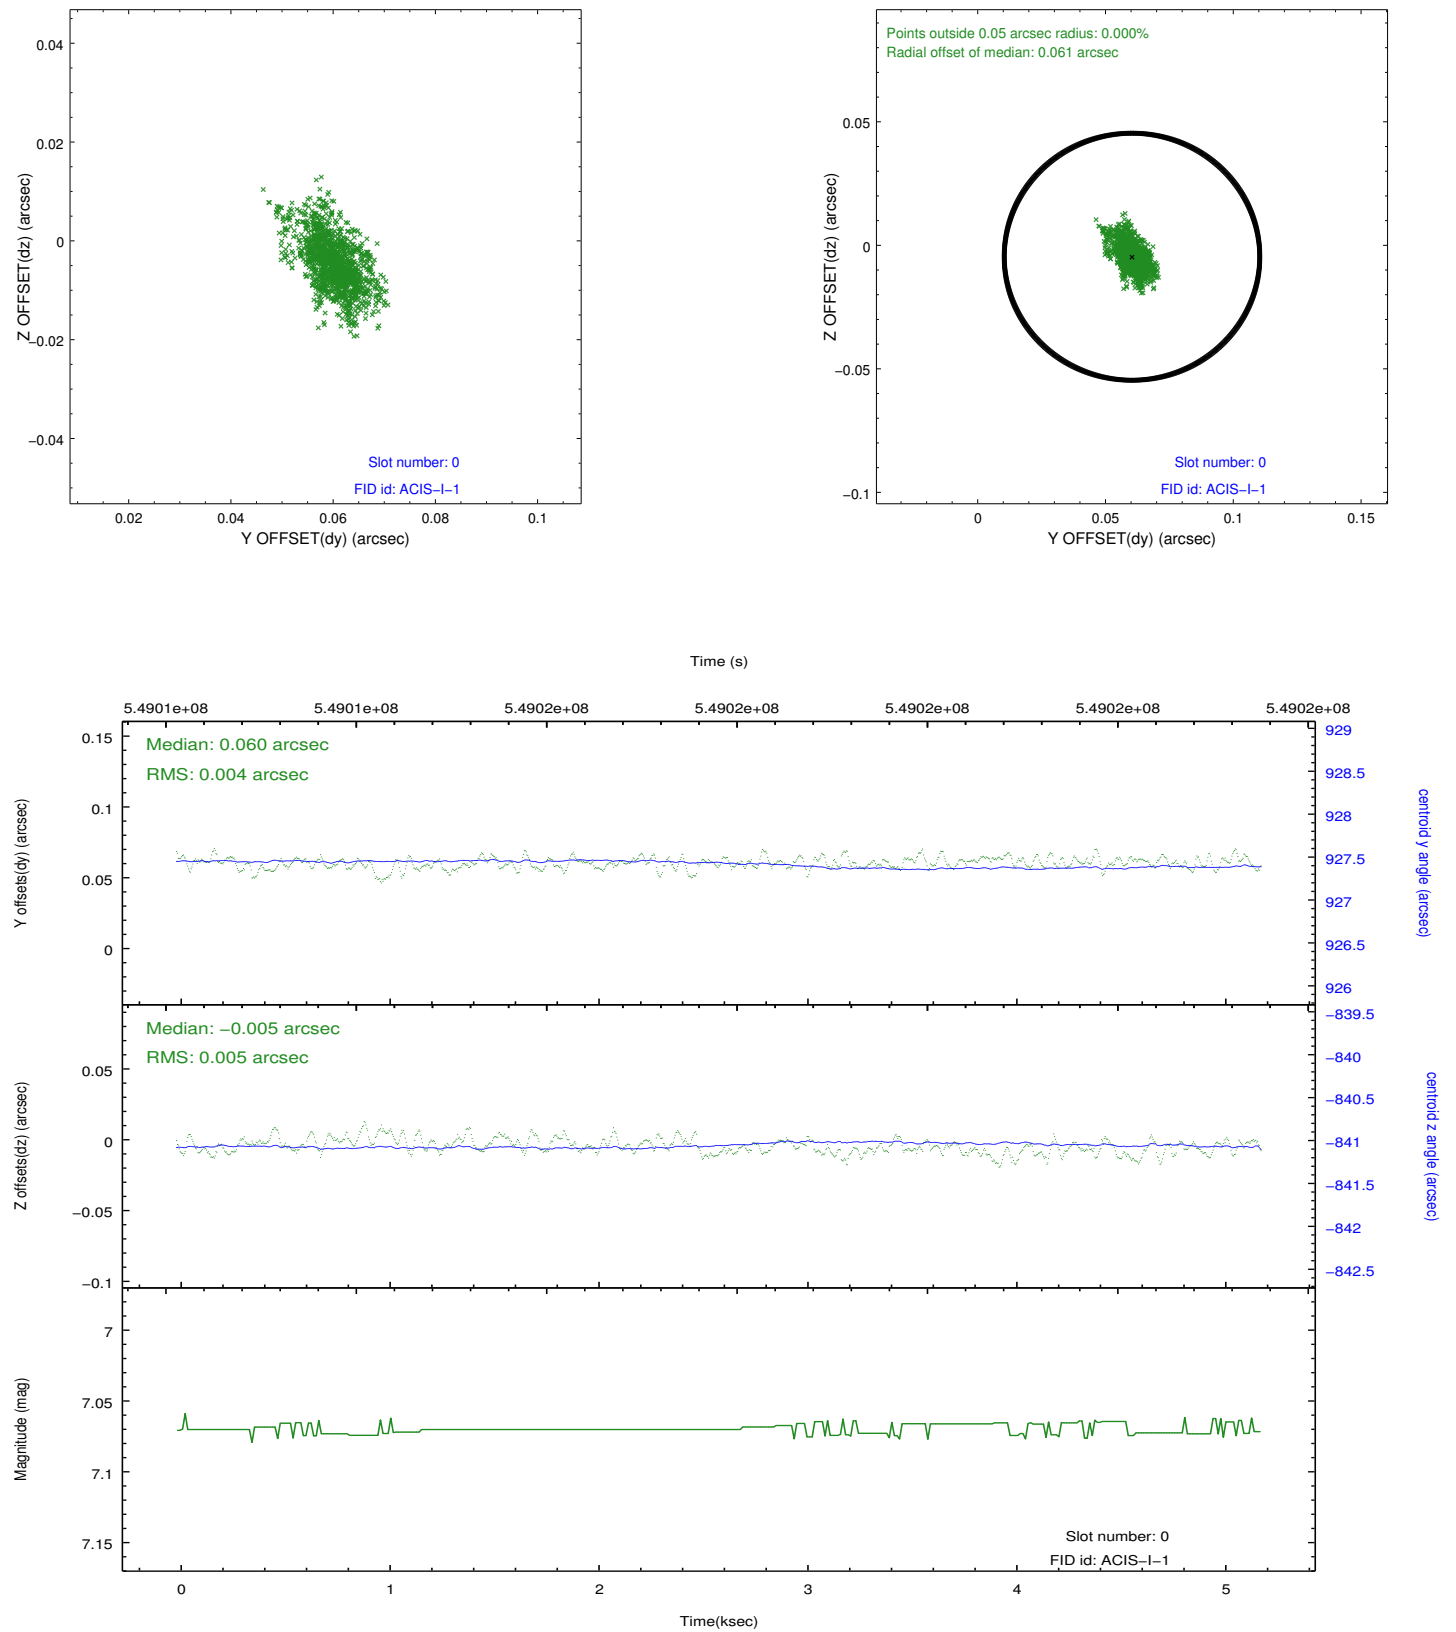 0.04
0.02
0
−0.02
−0.04
Z OFFSET(dz) (arcsec)
Slot number: 0
FID id: ACIS−I−1
0.02 0.04 0.06 0.08 0.1
Y OFFSET(dy) (arcsec)
Points outside 0.05 arcsec radius: 0.000%
Radial offset of median: 0.061 arcsec
0.05
0
−0.05
−0.1
Z OFFSET(dz) (arcsec)
Slot number: 0
FID id: ACIS−I−1
0 0.05 0.1 0.15
Y OFFSET(dy) (arcsec)
Time (s)
5.4901e+08 5.4901e+08 5.4902e+08 5.4902e+08 5.4902e+08 5.4902e+08 5.4902e+08
Median: 0.060 arcsec
RMS: 0.004 arcsec
0.15
0.1
0.05
0
Y offsets(dy) (arcsec)
929
928.5
928
927.5
927
926.5
926
centroid y angle (arcsec)
Median: −0.005 arcsec
RMS: 0.005 arcsec
0.05
0
−0.05
−0.1
Z offsets(dz) (arcsec)
−839.5
−840
−840.5
−841
−841.5
−842
−842.5
centroid z angle (arcsec)
7
7.05
7.1
7.15
Magnitude (mag)
Slot number: 0
FID id: ACIS−I−1
0 1 2 3 4 5
Time(ksec)